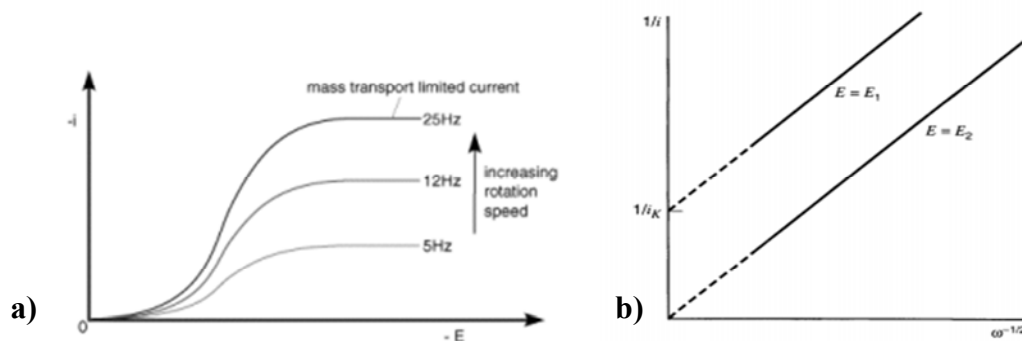 a)
-i
mass transport limited current
25Hz
12Hz
5Hz
increasing
rotation
speed
0
- E
b)
1/i
E = E₁
E = E₂
1/iK
ω⁻¹/²